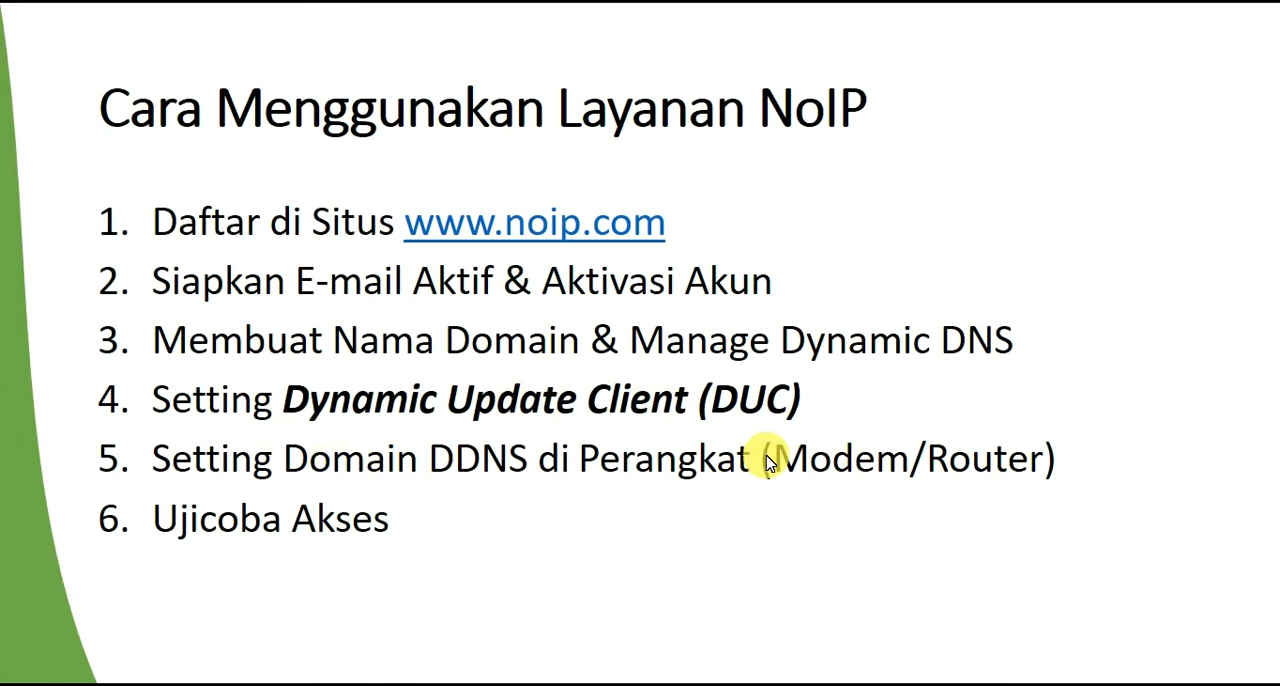 Cara Menggunakan Layanan NoIP
1. Daftar di Situs www.noip.com
2. Siapkan E-mail Aktif & Aktivasi Akun
3. Membuat Nama Domain & Manage Dynamic DNS
4. Setting Dynamic Update Client (DUC)
5. Setting Domain DDNS di Perangkat (Modem/Router)
6. Ujicoba Akses